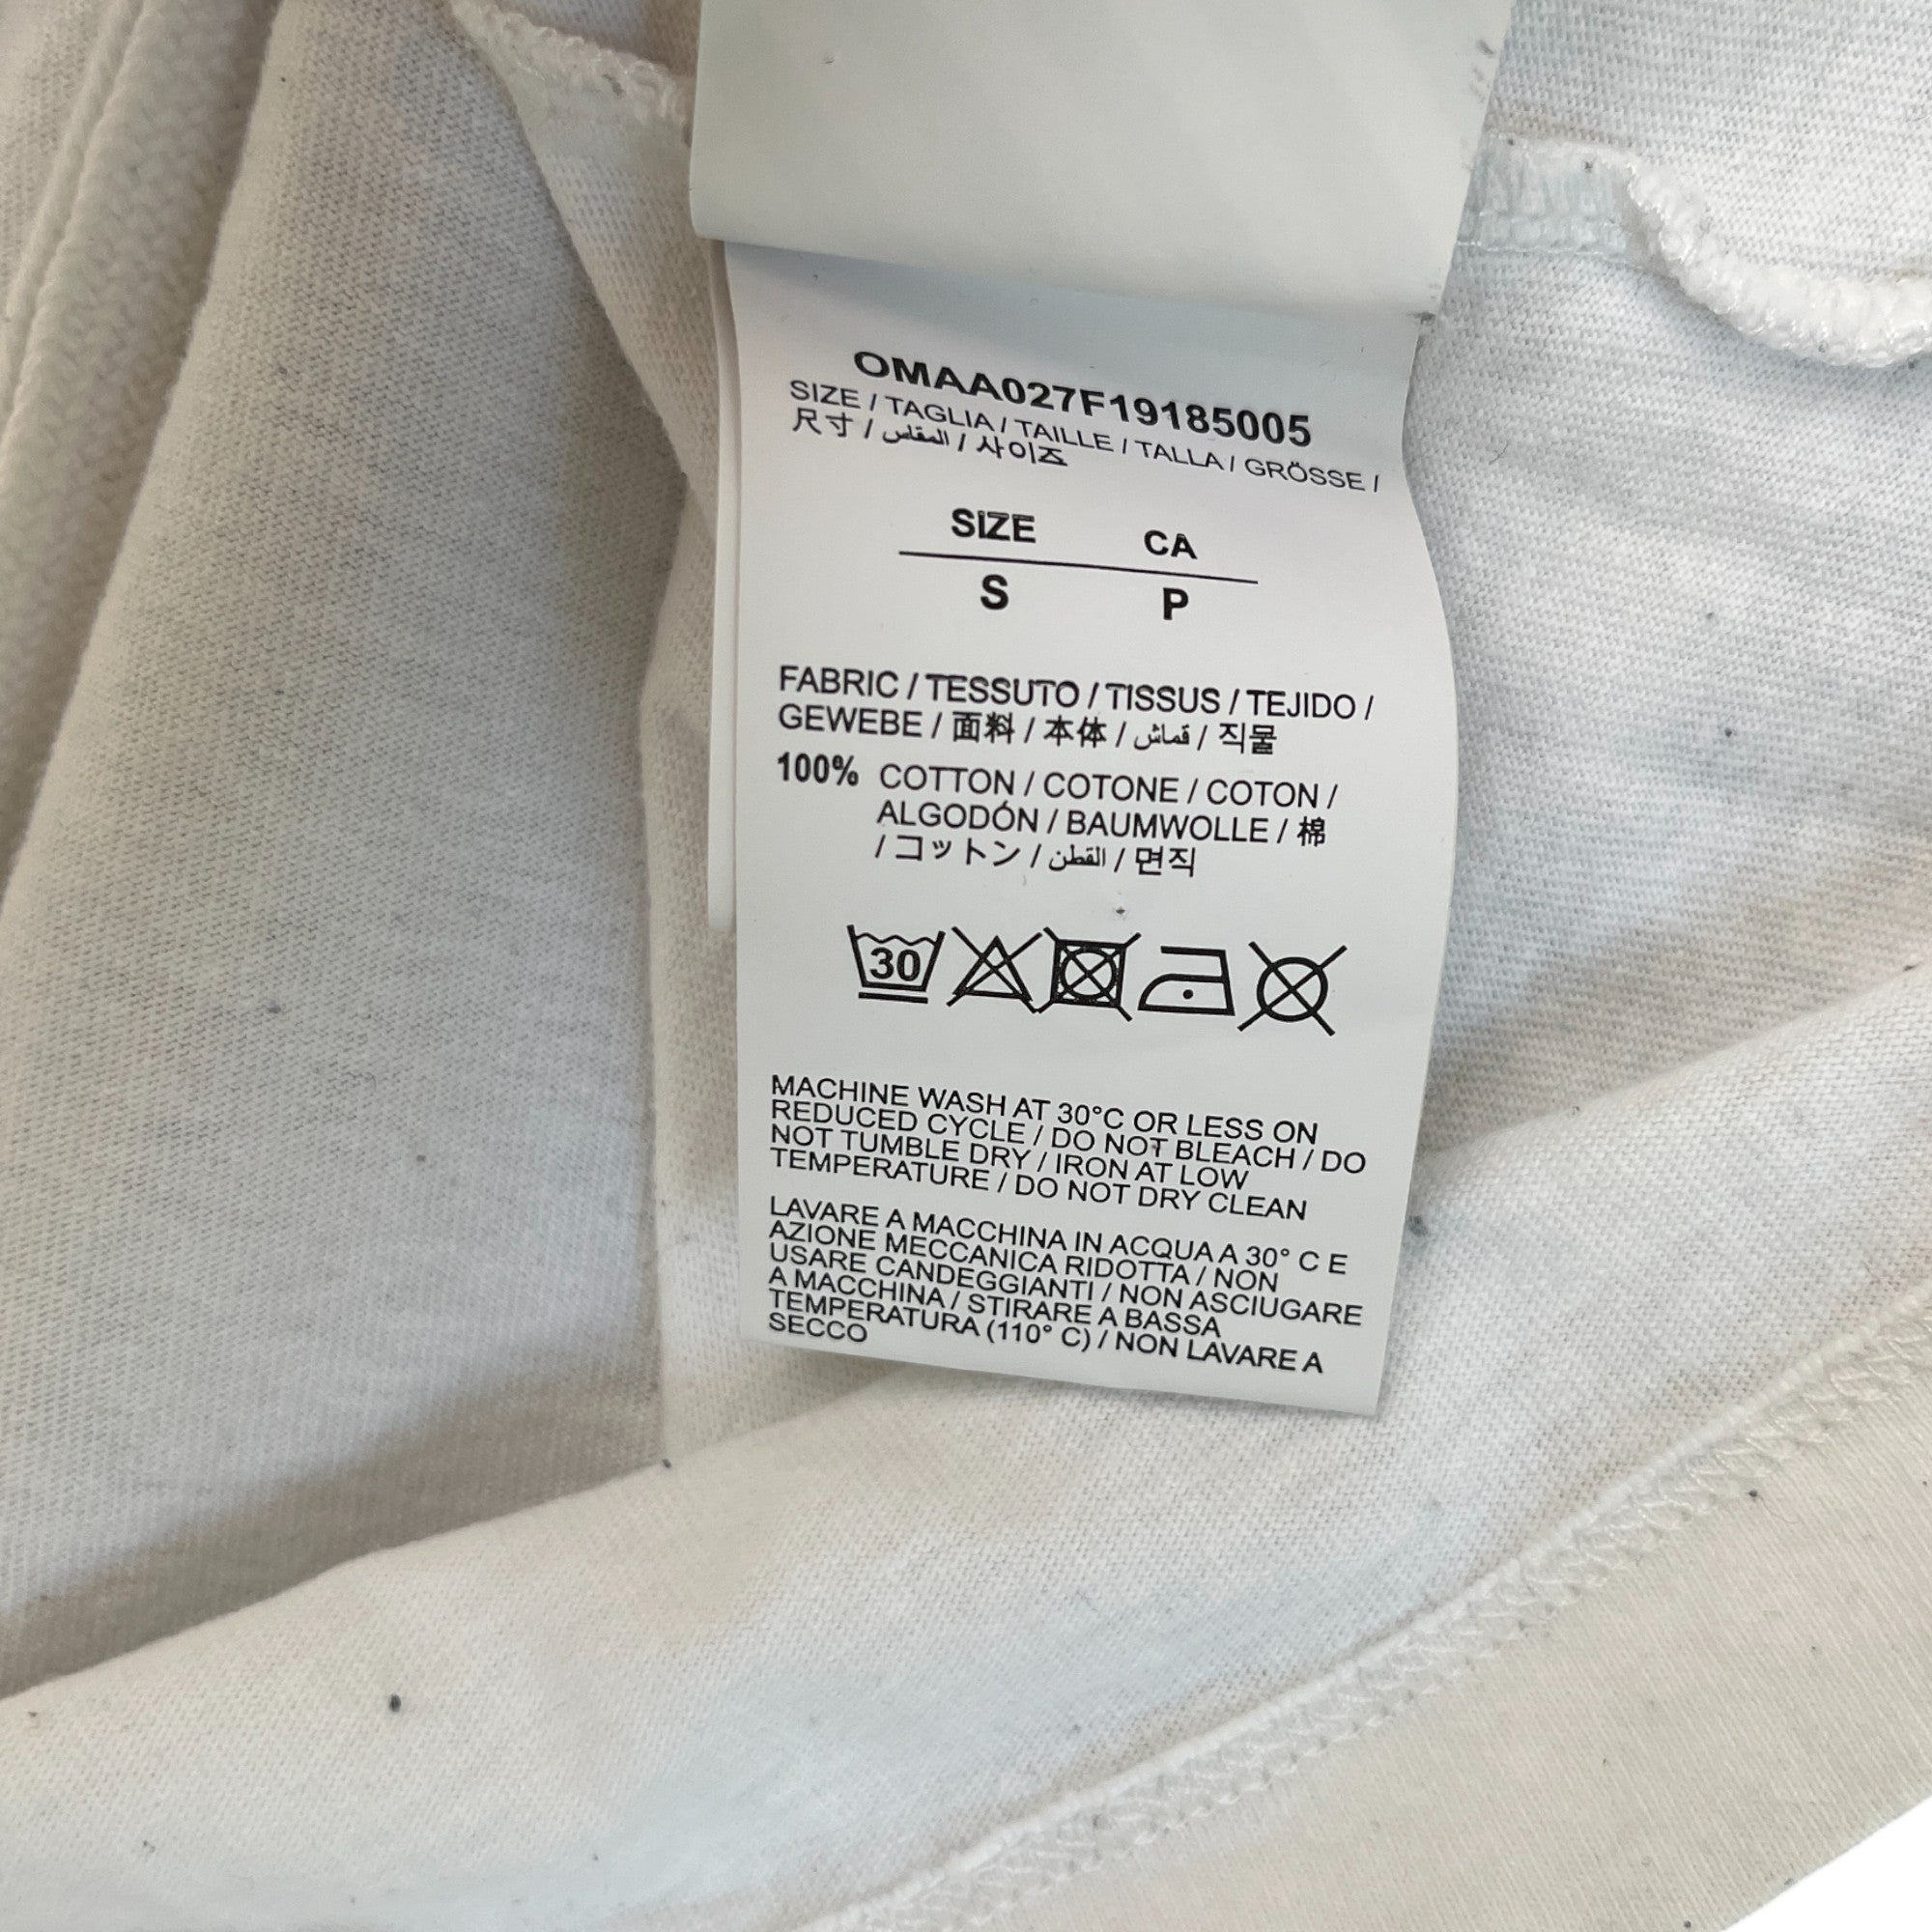 OMAA027F19185005
SIZE / TAGLIA / TAILLE / TALLA / GRÖSSE /
尺寸 / المقاس / 사이즈
SIZE CA
S P
FABRIC / TESSUTO / TISSUS / TEJIDO /
GEWEBE / 面料 / 本体 / قماش / 직물
100% COTTON / COTONE / COTON /
ALGODÓN / BAUMWOLLE / 棉
/ コットン / القطن / 면직
30
MACHINE WASH AT 30°C OR LESS ON
REDUCED CYCLE / DO NOT BLEACH / DO
NOT TUMBLE DRY / IRON AT LOW
TEMPERATURE / DO NOT DRY CLEAN
LAVARE A MACCHINA IN ACQUA A 30° C E
AZIONE MECCANICA RIDOTTA / NON
USARE CANDEGGIANTI / NON ASCIUGARE
A MACCHINA / STIRARE A BASSA
TEMPERATURA (110° C) / NON LAVARE A
SECCO